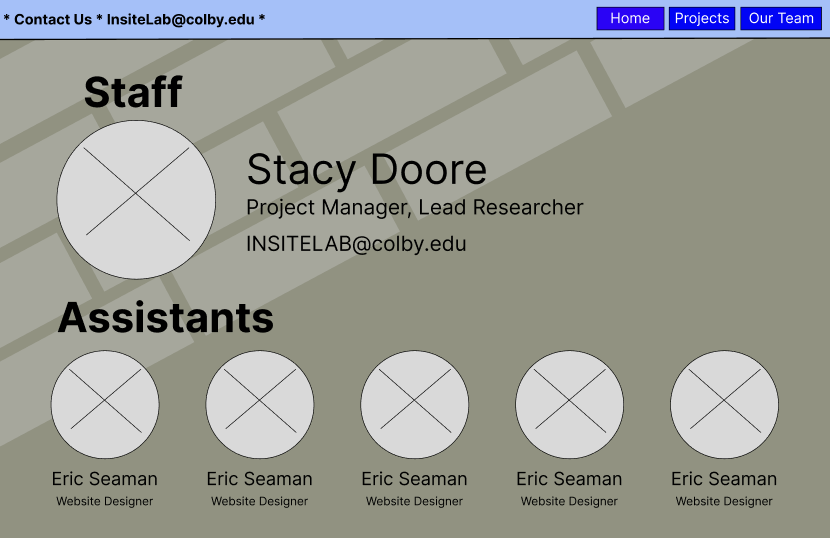 * Contact Us * InsiteLab@colby.edu *
Home
Projects
Our Team
Staff
Stacy Doore
Project Manager, Lead Researcher
INSITELAB@colby.edu
Assistants
Eric Seaman Eric Seaman Eric Seaman Eric Seaman Eric Seaman
Website Designer Website Designer Website Designer Website Designer Website Designer